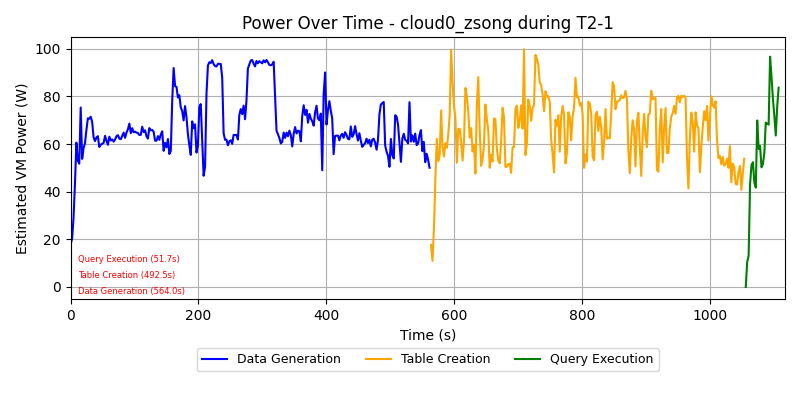 Power Over Time - cloud0_zsong during T2-1
Estimated VM Power (W)
100
80
60
40
20
0
Query Execution (51.7s)
Table Creation (492.5s)
Data Generation (564.0s)
0 200 400 600 800 1000
Time (s)
Data Generation Table Creation Query Execution